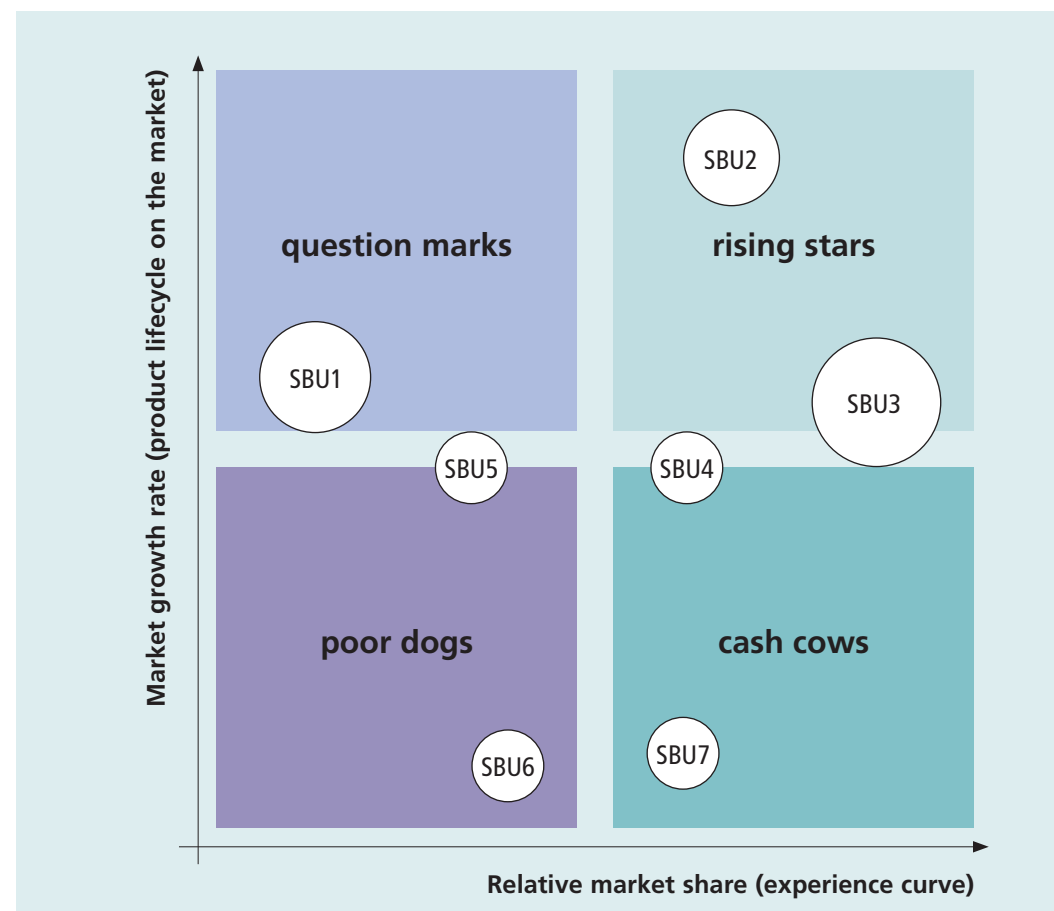 Market growth rate (product lifecycle on the market)
SBU2
question marks
rising stars
SBU1
SBU3
SBU5
SBU4
poor dogs
cash cows
SBU6
SBU7
Relative market share (experience curve)